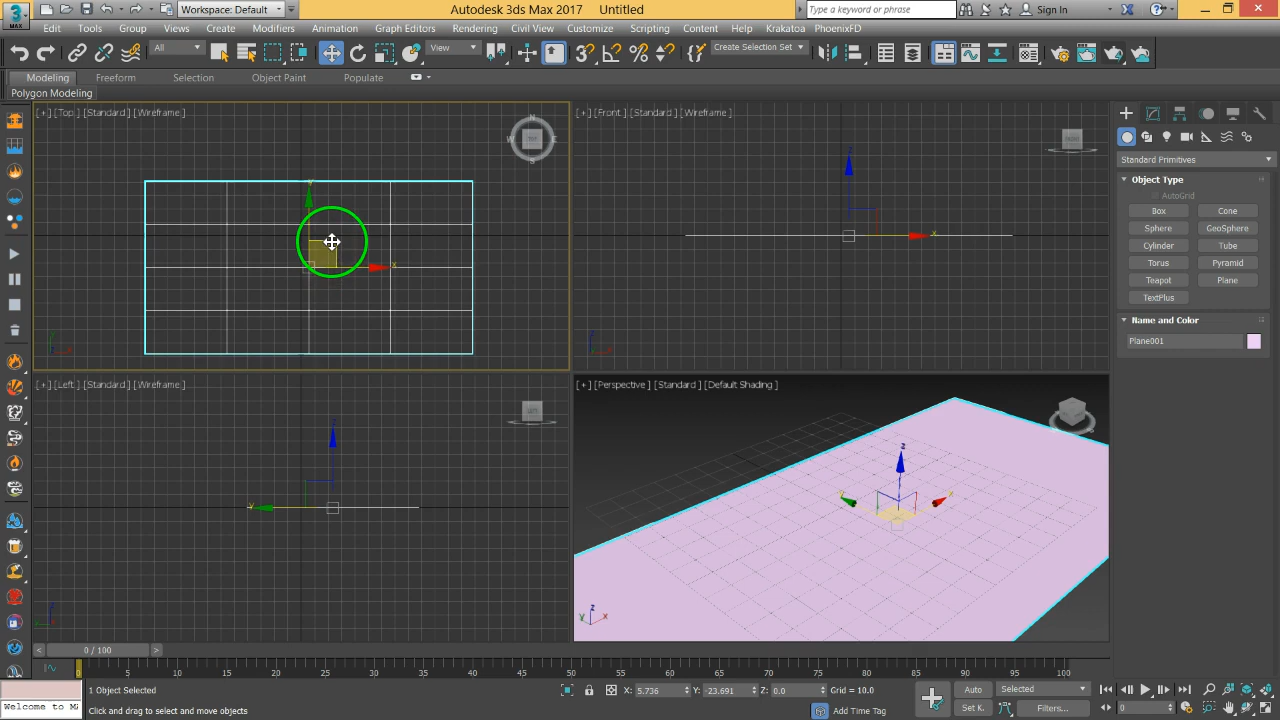 3 MAX Workspace: Default Autodesk 3ds Max 2017 Untitled Type a keyword or phrase Sign In
Edit Tools Group Views Create Modifiers Animation Graph Editors Rendering Civil View Customize Scripting Content Help Krakatoa PhoenixFD
All View Create Selection Set
Modeling Freeform Selection Object Paint Populate
Polygon Modeling
[+] [Top] [Standard] [Wireframe]
[+] [Front] [Standard] [Wireframe]
N
W E
S
Standard Primitives
Object Type
AutoGrid
Box Cone
Sphere GeoSphere
Cylinder Tube
Torus Pyramid
Teapot Plane
TextPlus
Name and Color
Plane001
[+] [Left] [Standard] [Wireframe]
[+] [Perspective] [Standard] [Default Shading]
< 0 / 100 >
0 5 10 15 20 25 30 35 40 45 50 55 60 65 70 75 80 85 90 95 100
1 Object Selected X: 5.736 Y: -23.691 Z: 0.0 Grid = 10.0 Auto Selected
Welcome to M Click and drag to select and move objects Add Time Tag Set K. Filters... 0